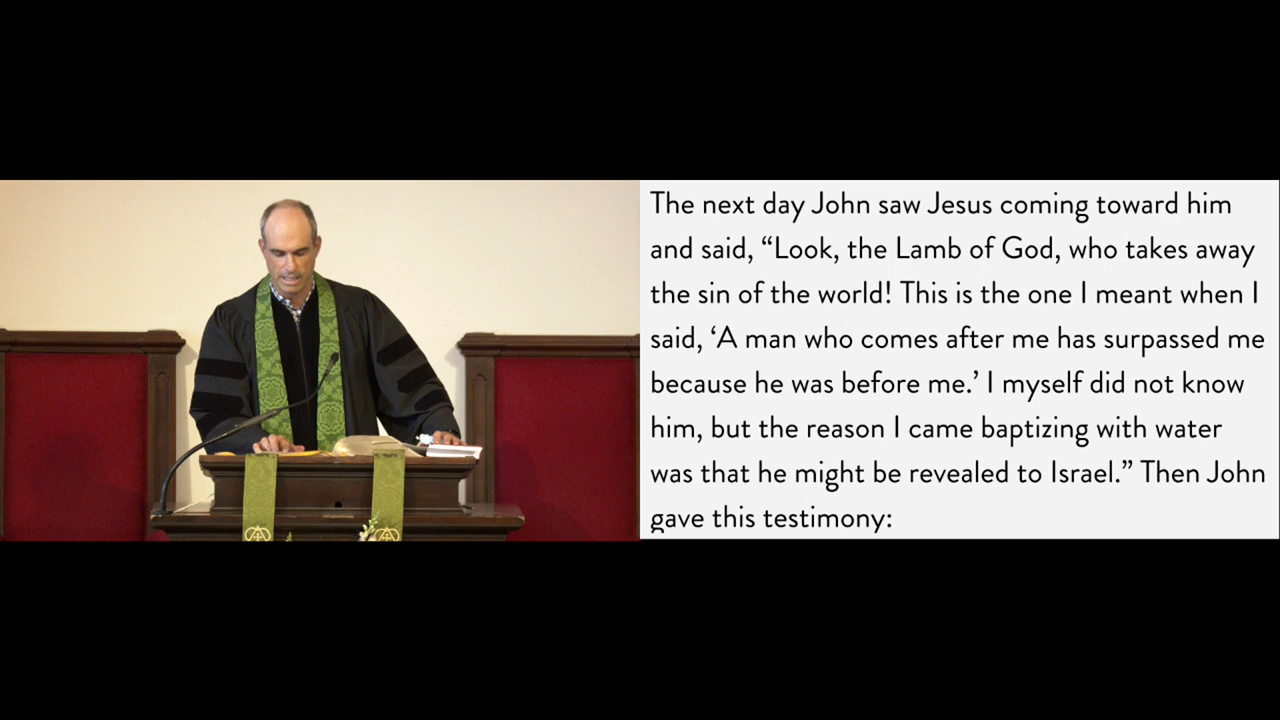 The next day John saw Jesus coming toward him
and said, “Look, the Lamb of God, who takes away
the sin of the world! This is the one I meant when I
said, ‘A man who comes after me has surpassed me
because he was before me.’ I myself did not know
him, but the reason I came baptizing with water
was that he might be revealed to Israel.” Then John
gave this testimony: